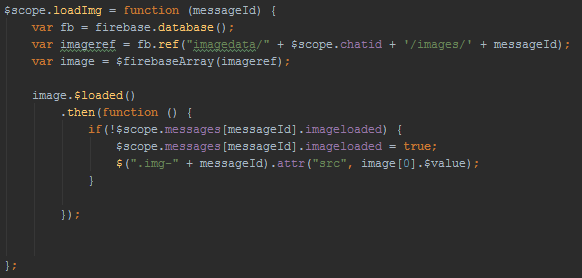 $scope.loadImg = function (messageId) {
    var fb = firebase.database();
    var imageref = fb.ref("imagedata/" + $scope.chatid + '/images/' + messageId);
    var image = $firebaseArray(imageref);
    image.$loaded()
        .then(function () {
            if(!$scope.messages[messageId].imageloaded) {
                $scope.messages[messageId].imageloaded = true;
                $(".img-" + messageId).attr("src", image[0].$value);
            }
        });
};